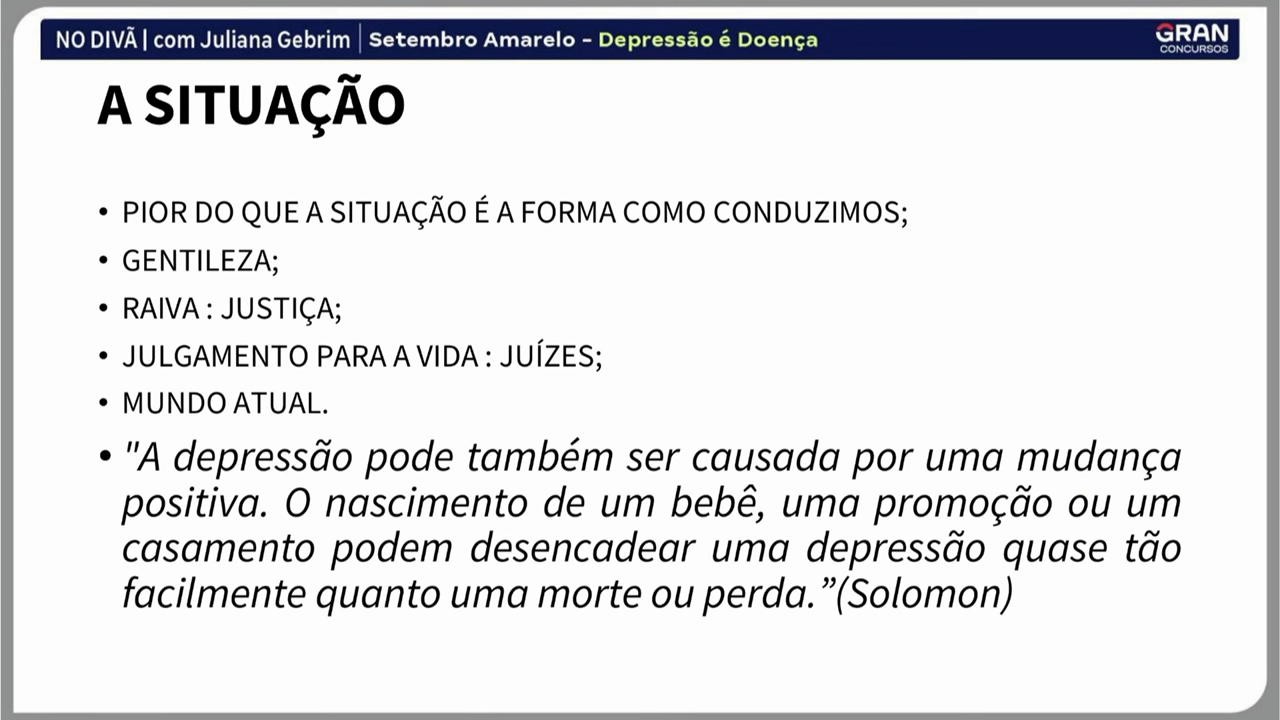 NO DIVÃ | com Juliana Gebrim | Setembro Amarelo – Depressão é Doença
GRAN
CONCURSOS
A SITUAÇÃO
• PIOR DO QUE A SITUAÇÃO É A FORMA COMO CONDUZIMOS;
• GENTILEZA;
• RAIVA : JUSTIÇA;
• JULGAMENTO PARA A VIDA : JUÍZES;
• MUNDO ATUAL.
• "A depressão pode também ser causada por uma mudança
positiva. O nascimento de um bebê, uma promoção ou um
casamento podem desencadear uma depressão quase tão
facilmente quanto uma morte ou perda.”(Solomon)